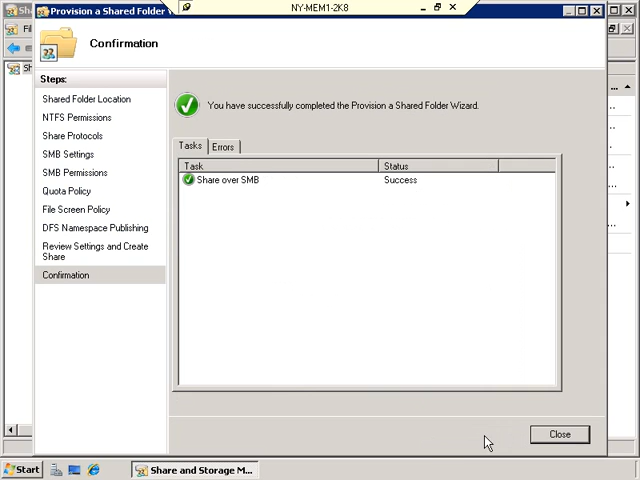 Provision a Shared Folder
NY-MEM1-2K8
Confirmation
Steps:
Shared Folder Location
NTFS Permissions
Share Protocols
SMB Settings
SMB Permissions
Quota Policy
File Screen Policy
DFS Namespace Publishing
Review Settings and Create
Share
Confirmation
You have successfully completed the Provision a Shared Folder Wizard.
Tasks
Errors
Task
Status
Share over SMB
Success
Close
Start
Share and Storage M...